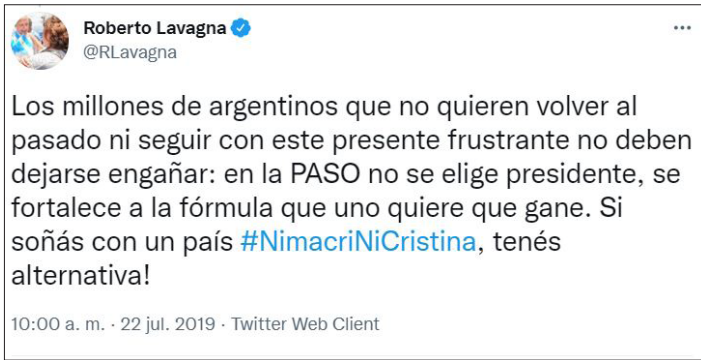 Roberto Lavagna
@RLavagna
Los millones de argentinos que no quieren volver al
pasado ni seguir con este presente frustrante no deben
dejarse engañar: en la PASO no se elige presidente, se
fortalece a la fórmula que uno quiere que gane. Si
soñás con un país #NimacriNiCristina, tenés
alternativa!
10:00 a. m. · 22 jul. 2019 · Twitter Web Client